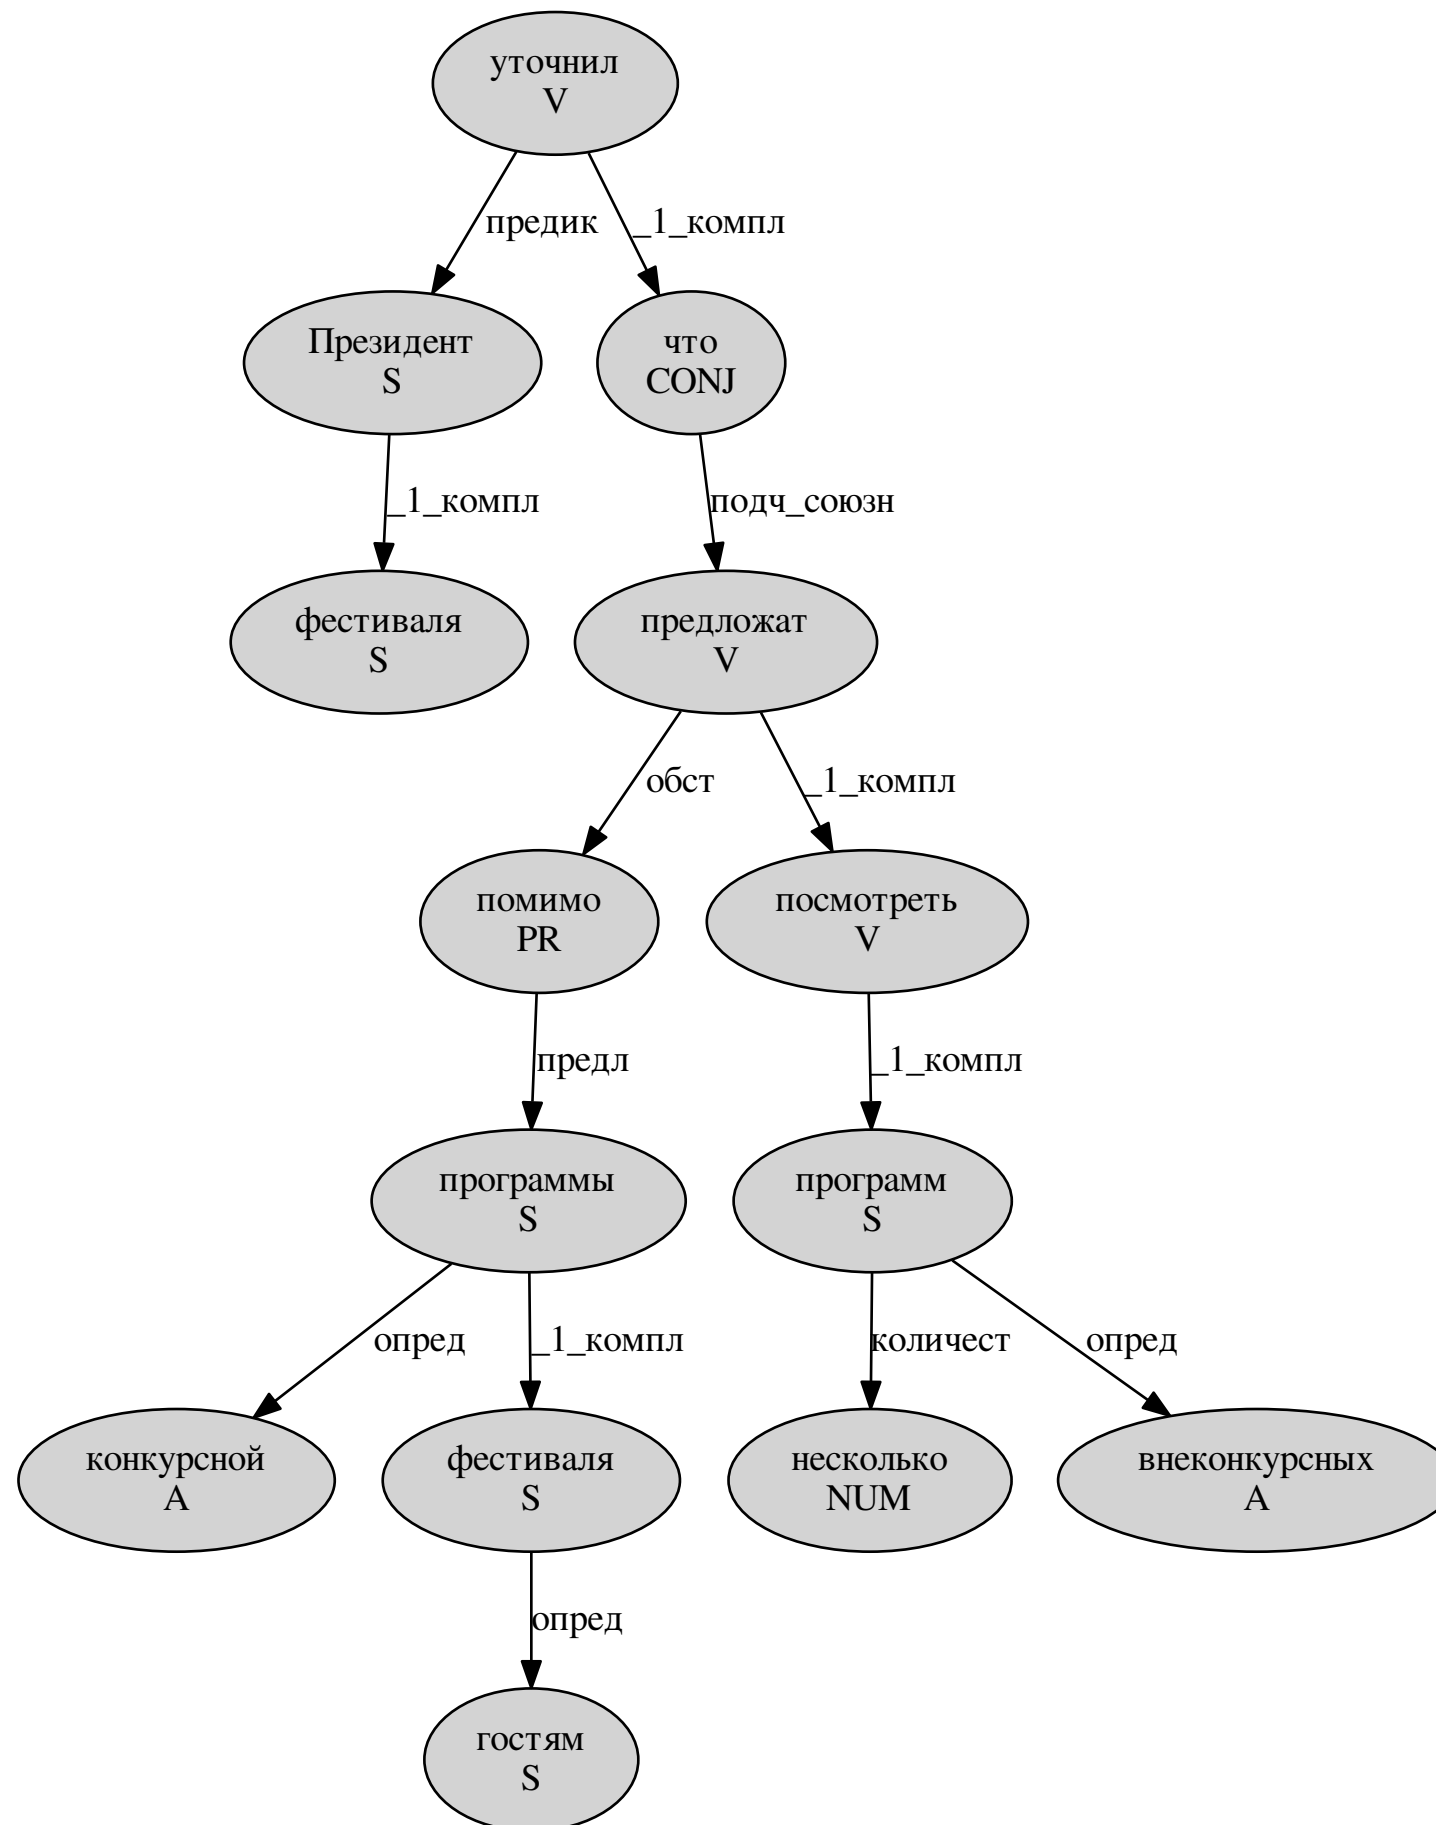 уточнил
V
предик
_1_компл
Президент
S
что
CONJ
_1_компл
подч_союзн
фестиваля
S
предложат
V
обст
_1_компл
помимо
PR
посмотреть
V
предл
_1_компл
программы
S
программ
S
опред
_1_компл
количест
опред
конкурсной
A
фестиваля
S
несколько
NUM
внеконкурсных
A
опред
гостям
S